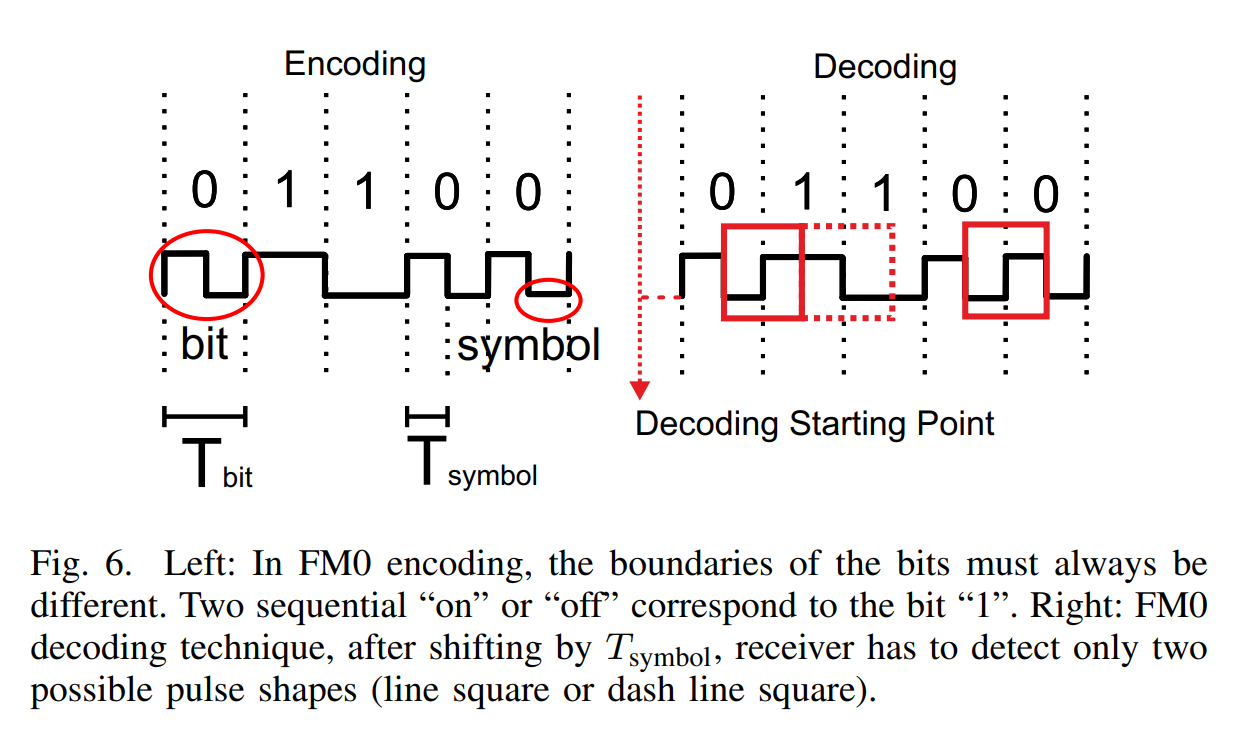 Encoding
Decoding
0 1 1 0 0
0 1 1 0 0
bit
symbol
Decoding Starting Point
Tbit
Tsymbol
Fig. 6. Left: In FM0 encoding, the boundaries of the bits must always be
different. Two sequential “on” or “off” correspond to the bit “1”. Right: FM0
decoding technique, after shifting by Tsymbol, receiver has to detect only two
possible pulse shapes (line square or dash line square).